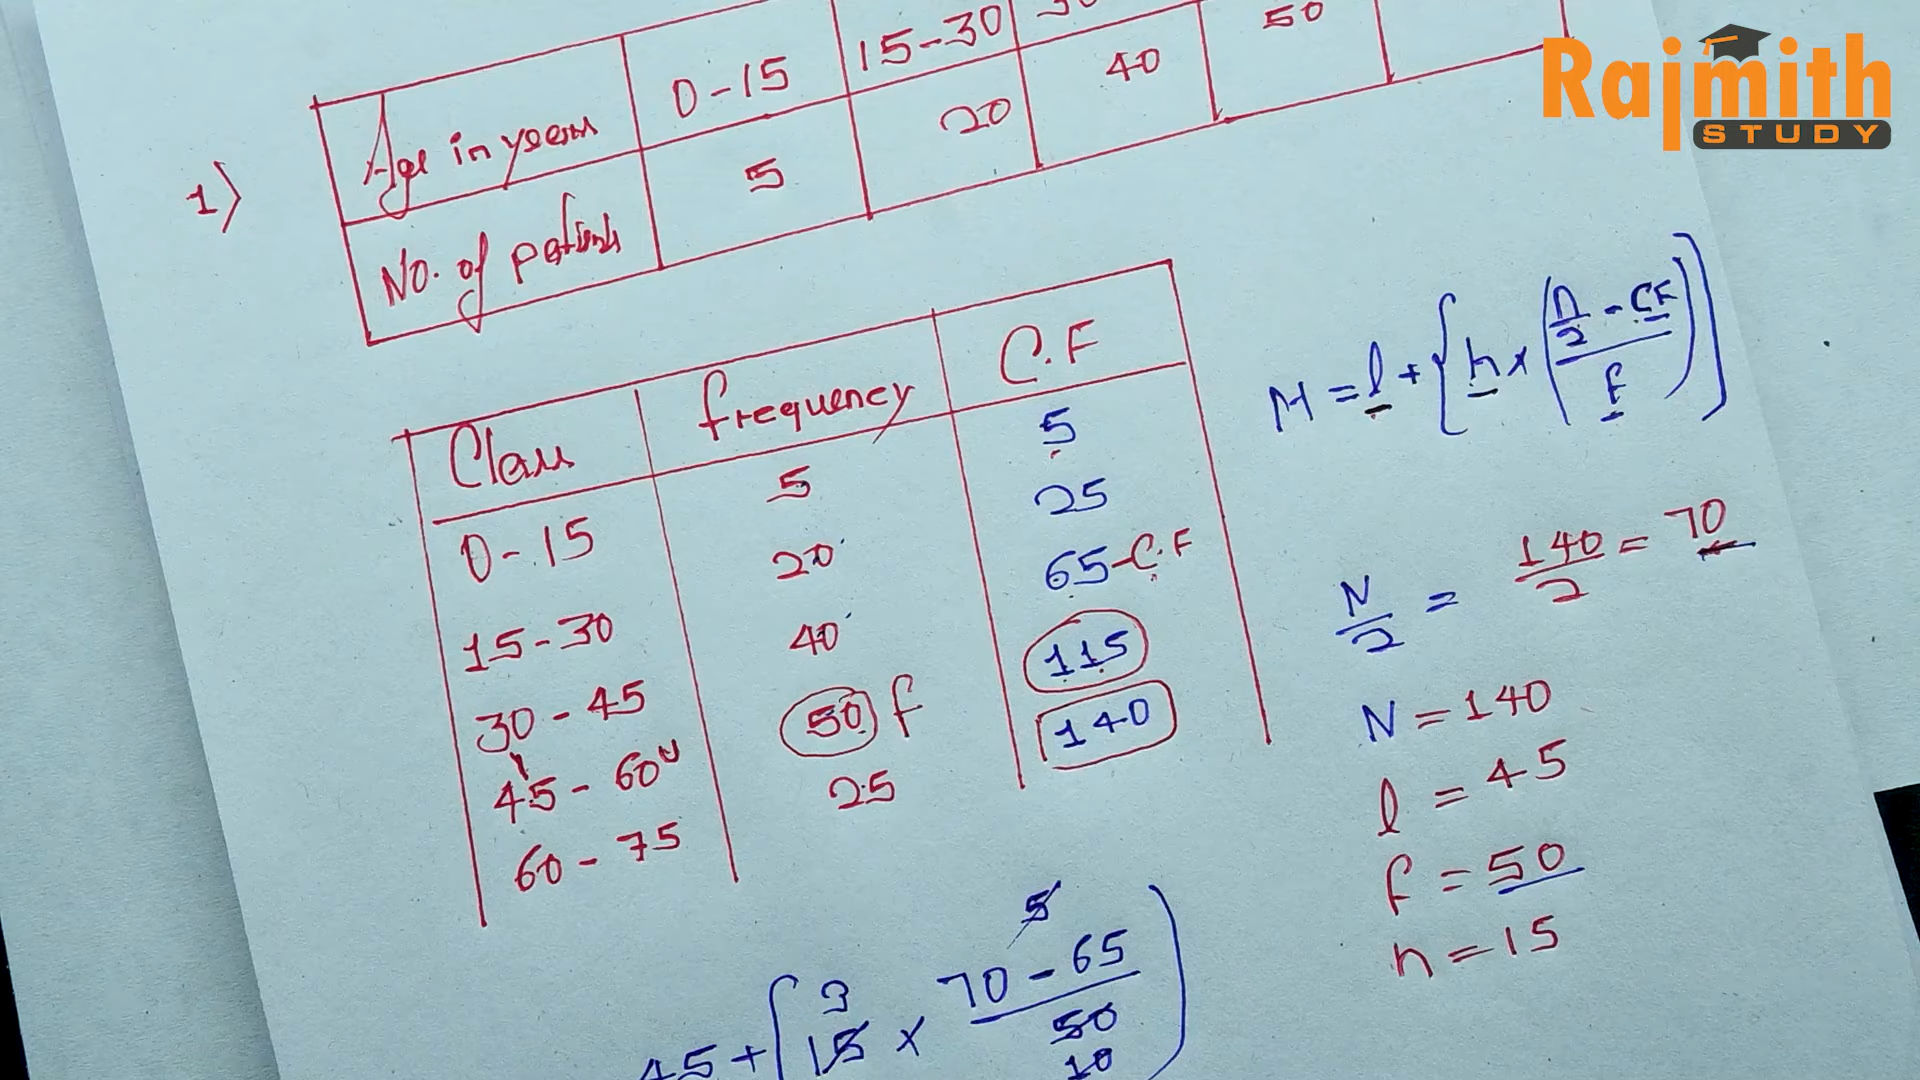 Rajmith
STUDY
1)
Age in years 0-15 15-30
No. of patients 5 20 40 50
Class frequency C.F
0-15 5 5
15-30 20 25
30-45 40 65-C.F
45-60 50 f 115
60-75 25 140
M = l + { h × ( (n/2 - CF) / f ) }
N/2 = 140/2 = 70
N = 140
l = 45
f = 50
h = 15
5
3
45 + ( 15 × (70 - 65) / 50 )
10